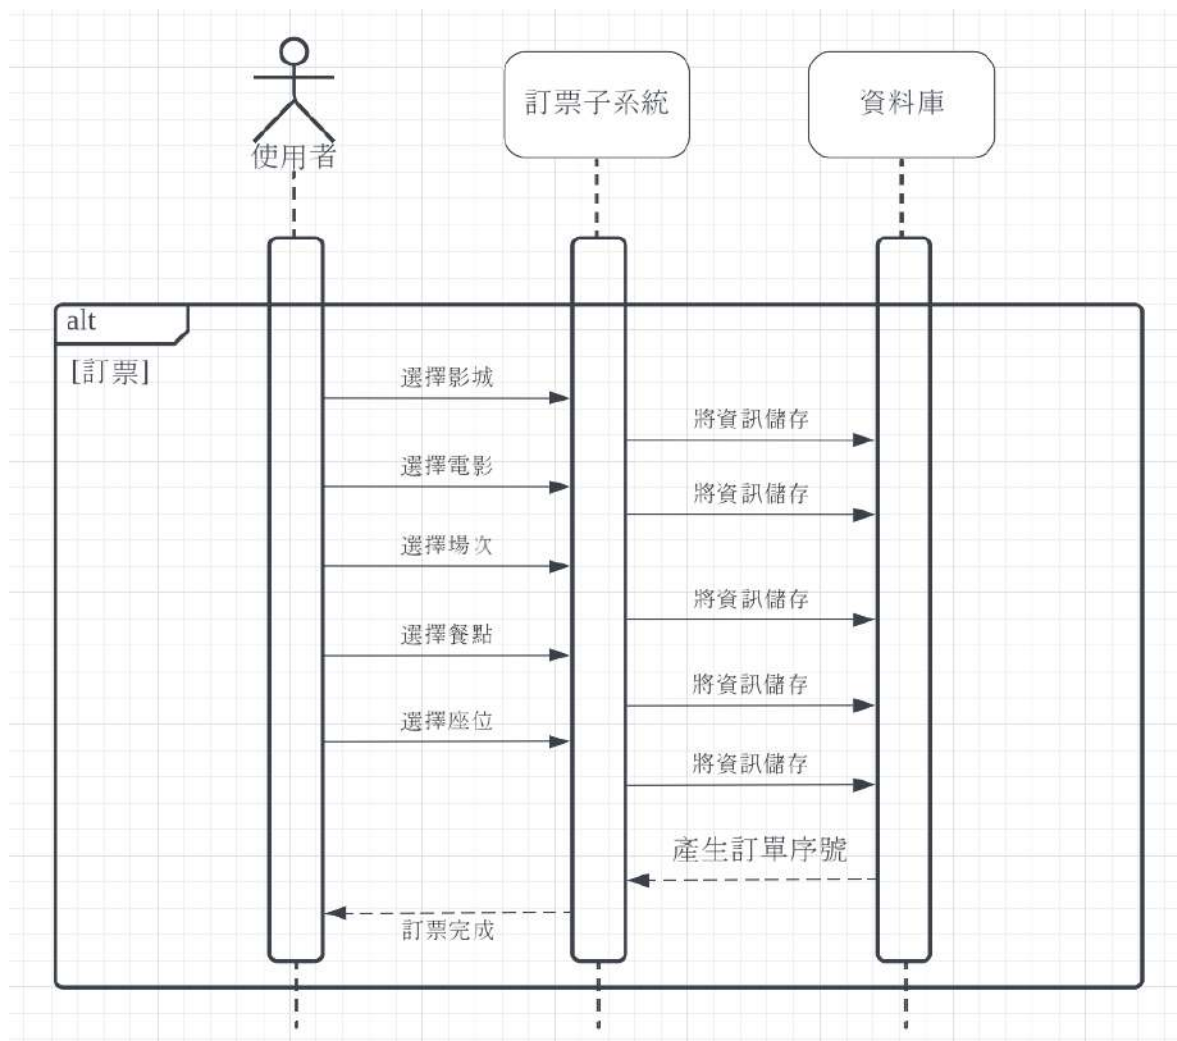 使用者
訂票子系統
資料庫
alt
[訂票]
選擇影城
將資訊儲存
選擇電影
將資訊儲存
選擇場次
將資訊儲存
選擇餐點
將資訊儲存
選擇座位
將資訊儲存
產生訂單序號
訂票完成